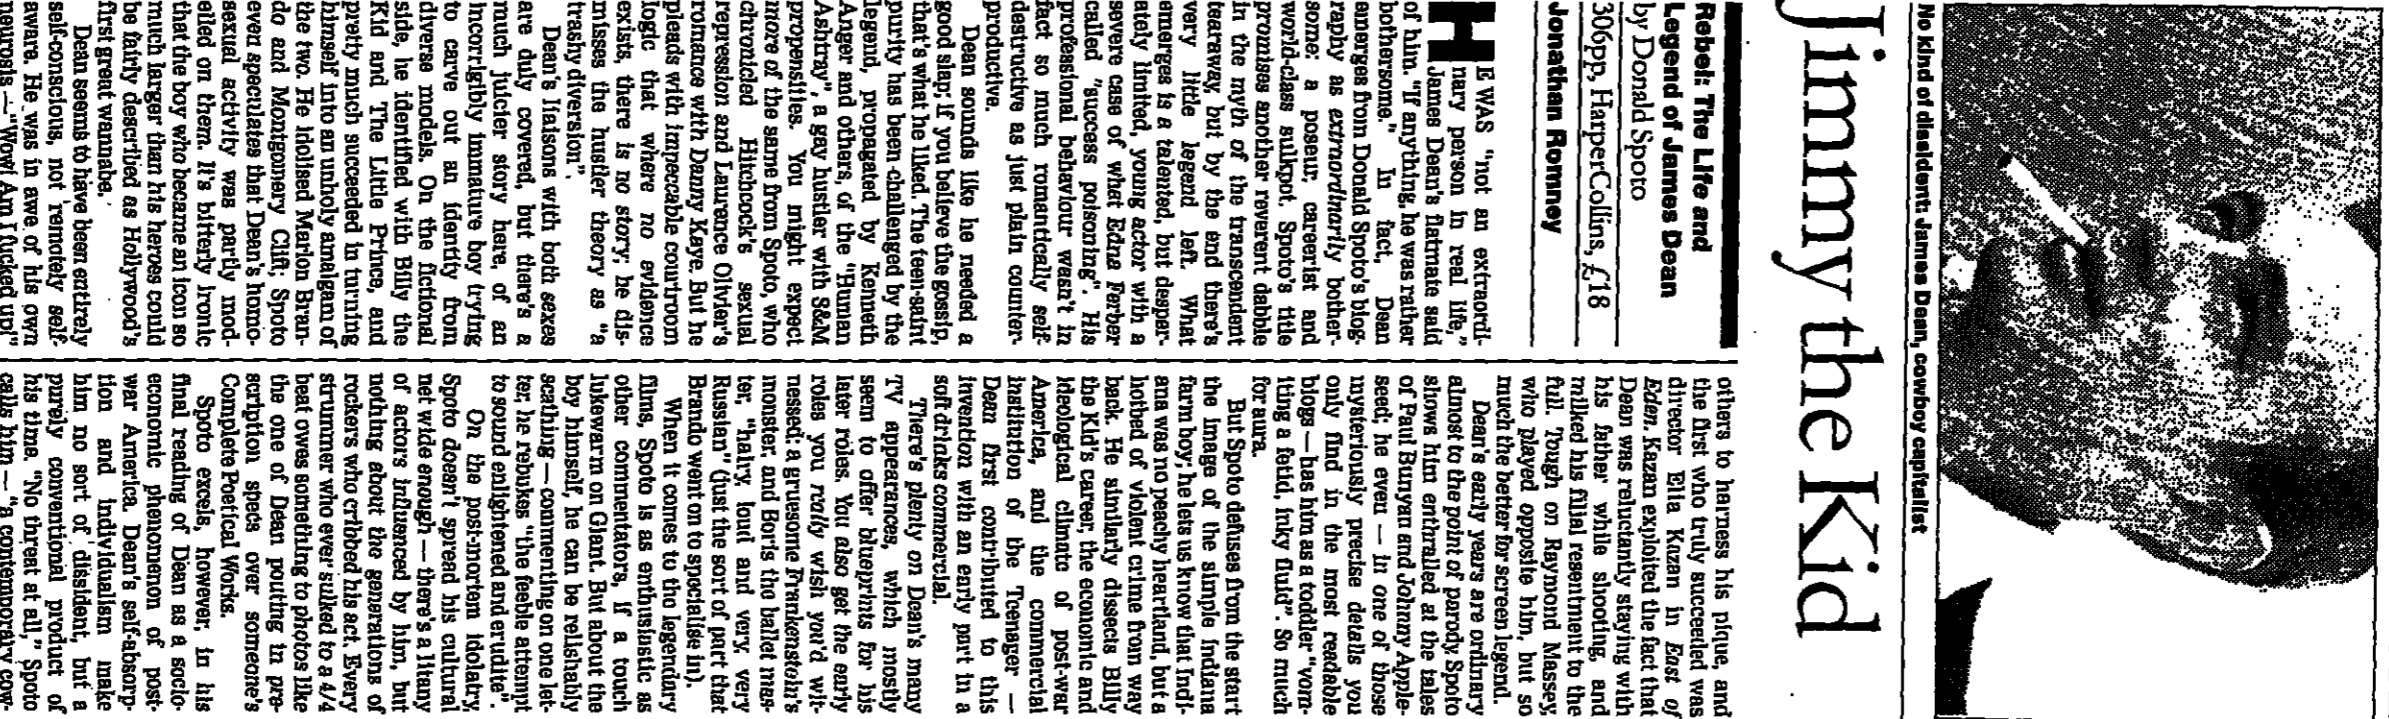 No kind of dissident: James Dean, cowboy capitalist
Jimmy the Kid
Rebel: The Life and
Legend of James Dean
by Donald Spoto
306pp, HarperCollins, £18
Jonathan Romney
HE WAS "not an extraordi-
nary person in real life,"
James Dean's flatmate said
of him. "If anything, he was rather
bothersome." In fact, Dean
emerges from Donald Spoto's biog-
raphy as extraordinarily bother-
some: a poseur, careerist and
world-class sulkpot. Spoto's title
promises another reverent dabble
in the myth of the transcendent
tearaway, but by the end there's
very little legend left. What
emerges is a talented, but desper-
ately limited, young actor with a
severe case of what Edna Ferber
called "success poisoning". His
professional behaviour wasn't in
fact so much romantically self-
destructive as just plain counter-
productive.
Dean sounds like he needed a
good slap; if you believe the gossip,
that's what he liked. The teen-saint
purity has been challenged by the
legend, propagated by Kenneth
Anger and others, of the "Human
Ashtray", a gay hustler with S&M
propensities. You might expect
more of the same from Spoto, who
chronicled Hitchcock's sexual
repression and Laurence Olivier's
romance with Danny Kaye. But he
pleads with impeccable courtroom
logic that where no evidence
exists, there is no story; he dis-
misses the hustler theory as "a
trashy diversion".
Dean's liaisons with both sexes
are duly covered, but there's a
much juicier story here, of an
incorrigibly immature boy trying
to carve out an identity from
diverse models. On the fictional
side, he identified with Billy the
Kid and The Little Prince, and
pretty much succeeded in turning
himself into an unholy amalgam of
the two. He idolised Marlon Bran-
do and Montgomery Clift; Spoto
even speculates that Dean's homo-
sexual activity was partly mod-
elled on them. It's bitterly ironic
that the boy who became an icon so
much larger than his heroes could
be fairly described as Hollywood's
first great wannabe.
Dean seems to have been entirely
self-conscious, not remotely self-
aware. He was in awe of his own
neurosis — "Wow! Am I fucked up!"
others to harness his pique, and
the first who truly succeeded was
director Elia Kazan in East of
Eden. Kazan exploited the fact that
Dean was reluctantly staying with
his father while shooting, and
milked his filial resentment to the
full. Tough on Raymond Massey,
who played opposite him, but so
much the better for screen legend.
Dean's early years are ordinary
almost to the point of parody. Spoto
shows him enthralled at the tales
of Paul Bunyan and Johnny Apple-
seed; he even — in one of those
mysteriously precise details you
only find in the most readable
biogs — has him as a toddler "vom-
iting a fetid, inky fluid". So much
for aura.
But Spoto defuses from the start
the image of the simple Indiana
farm boy; he lets us know that Indi-
ana was no peachy heartland, but a
hotbed of violent crime from way
back. He similarly dissects Billy
the Kid's career, the economic and
ideological climate of post-war
America, and the commercial
institution of the Teenager —
Dean first contributed to this
invention with an early part in a
soft drinks commercial.
There's plenty on Dean's many
TV appearances, which mostly
seem to offer blueprints for his
later roles. You also get the early
roles you really wish you'd wit-
nessed: a gruesome Frankenstein's
monster, and Boris the ballet mas-
ter, "hairy, loud and very, very
Russian" (just the sort of part that
Brando went on to specialise in).
When it comes to the legendary
films, Spoto is as enthusiastic as
other commentators, if a touch
lukewarm on Giant. But about the
boy himself, he can be relishably
scathing — commenting on one let-
ter, he rebukes "the feeble attempt
to sound enlightened and erudite".
On the post-mortem idolatry,
Spoto doesn't spread his cultural
net wide enough — there's a litany
of actors influenced by him, but
nothing about the generations of
rockers who cribbed his act. Every
strummer who ever sulked to a 4/4
beat owes something to photos like
the one of Dean pouting in pre-
scription specs over someone's
Complete Poetical Works.
Spoto excels, however, in his
final reading of Dean as a socio-
economic phenomenon of post-
war America. Dean's self-absorp-
tion and individualism make
him no sort of dissident, but a
purely conventional product of
his time. "No threat at all," Spoto
calls him — "a contemporary cow-